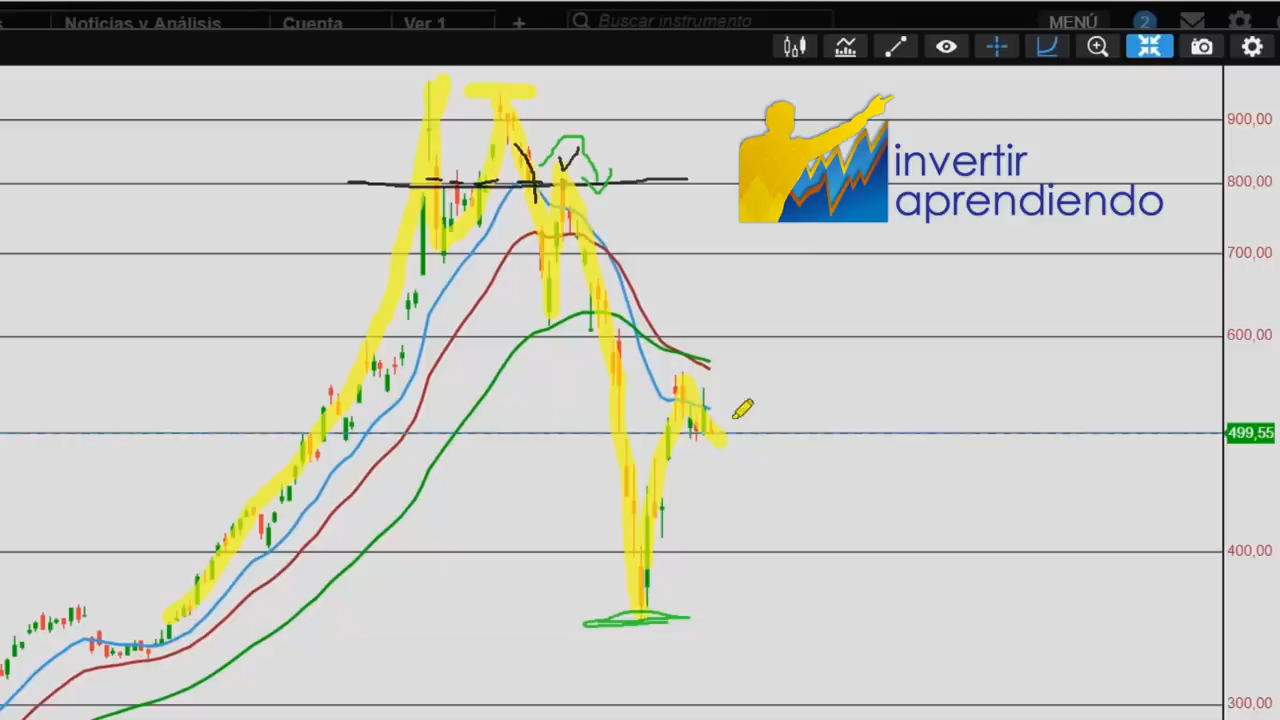 s Noticias y Análisis Cuenta Ver 1 + Buscar instrumento MENÚ 2
900,00
invertir
aprendiendo
800,00
700,00
600,00
499,55
400,00
300,00